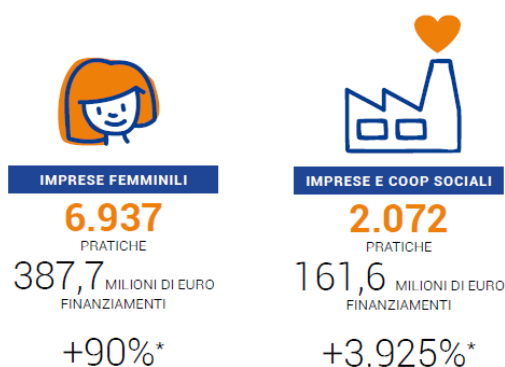 IMPRESE FEMMINILI
6.937
PRATICHE
387,7 MILIONI DI EURO
FINANZIAMENTI
+90%*
IMPRESE E COOP SOCIALI
2.072
PRATICHE
161,6 MILIONI DI EURO
FINANZIAMENTI
+3.925%*